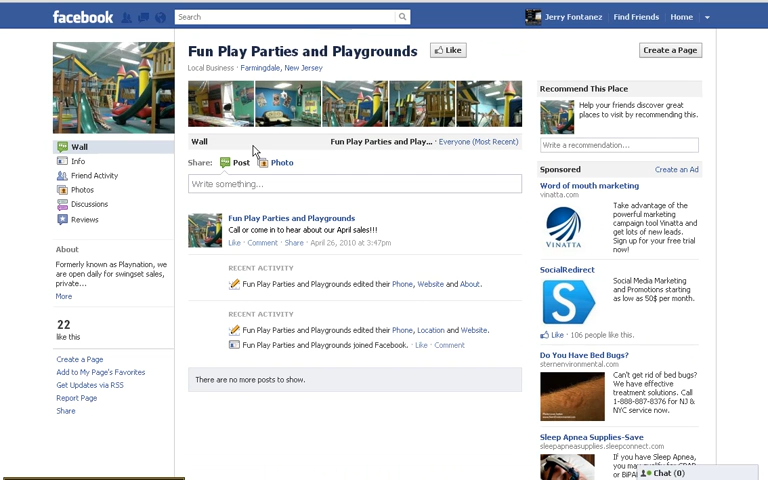 facebook
Search
Jerry Fontanez
Find Friends
Home
Fun Play Parties and Playgrounds
Like
Create a Page
Local Business · Farmingdale, New Jersey
Wall
Info
Friend Activity
Photos
Discussions
Reviews
About
Formerly known as Playnation, we
are open daily for swingset sales,
private...
More
22
like this
Create a Page
Add to My Page's Favorites
Get Updates via RSS
Report Page
Share
Wall
Fun Play Parties and Play... · Everyone (Most Recent)
Share: Post Photo
Write something...
Fun Play Parties and Playgrounds
Call or come in to hear about our April sales!!!
Like · Comment · Share · April 26, 2010 at 3:47pm
RECENT ACTIVITY
Fun Play Parties and Playgrounds edited their Phone, Website and About.
RECENT ACTIVITY
Fun Play Parties and Playgrounds edited their Phone, Location and Website.
Fun Play Parties and Playgrounds joined Facebook. · Like · Comment
There are no more posts to show.
Recommend This Place
Help your friends discover great
places to visit by recommending this.
Write a recommendation...
Sponsored
Create an Ad
Word of mouth marketing
vinatta.com
VINATTA
Take advantage of the
powerful marketing
campaign tool Vinatta and
get lots of new leads.
Sign up for your free trial
now!
SocialRedirect
S
Social Media Marketing
and Promotions starting
as low as 50$ per month.
Like · 106 people like this.
Do You Have Bed Bugs?
sternenvironmental.com
Can't get rid of bed bugs?
We have effective
treatment solutions. Call
1-888-887-8376 for NJ &
NYC service now.
Sleep Apnea Supplies-Save
sleepapneasupplies.sleepconnect.com
If you have Sleep Apnea,
you may
or BiPA
Chat (0)